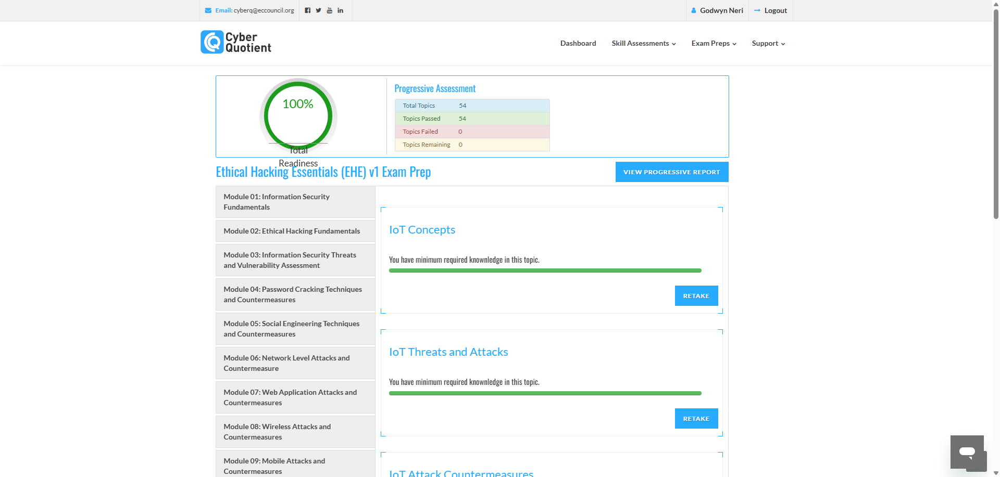 Email: cyberq@eccouncil.org
Godwyn Neri
Logout
Cyber
Quotient
Dashboard
Skill Assessments
Exam Preps
Support
100%
Total
Readiness
Progressive Assessment
Total Topics 54
Topics Passed 54
Topics Failed 0
Topics Remaining 0
Ethical Hacking Essentials (EHE) v1 Exam Prep
VIEW PROGRESSIVE REPORT
Module 01: Information Security
Fundamentals
Module 02: Ethical Hacking Fundamentals
Module 03: Information Security Threats
and Vulnerability Assessment
Module 04: Password Cracking Techniques
and Countermeasures
Module 05: Social Engineering Techniques
and Countermeasures
Module 06: Network Level Attacks and
Countermeasure
Module 07: Web Application Attacks and
Countermeasures
Module 08: Wireless Attacks and
Countermeasures
Module 09: Mobile Attacks and
Countermeasures
IoT Concepts
You have minimum required knownledge in this topic.
RETAKE
IoT Threats and Attacks
You have minimum required knownledge in this topic.
RETAKE
IoT Attack Countermeasures